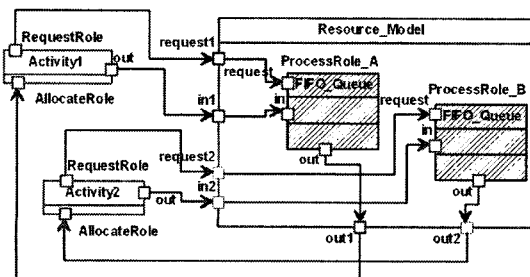 RequestRole
Activity1
out
AllocateRole
request1
in1
Resource_Model
ProcessRole_A
request
FIFO_Queue
in
out
ProcessRole_B
request
FIFO_Queue
in
out
RequestRole
Activity2
out
AllocateRole
request2
in2
out1
out2